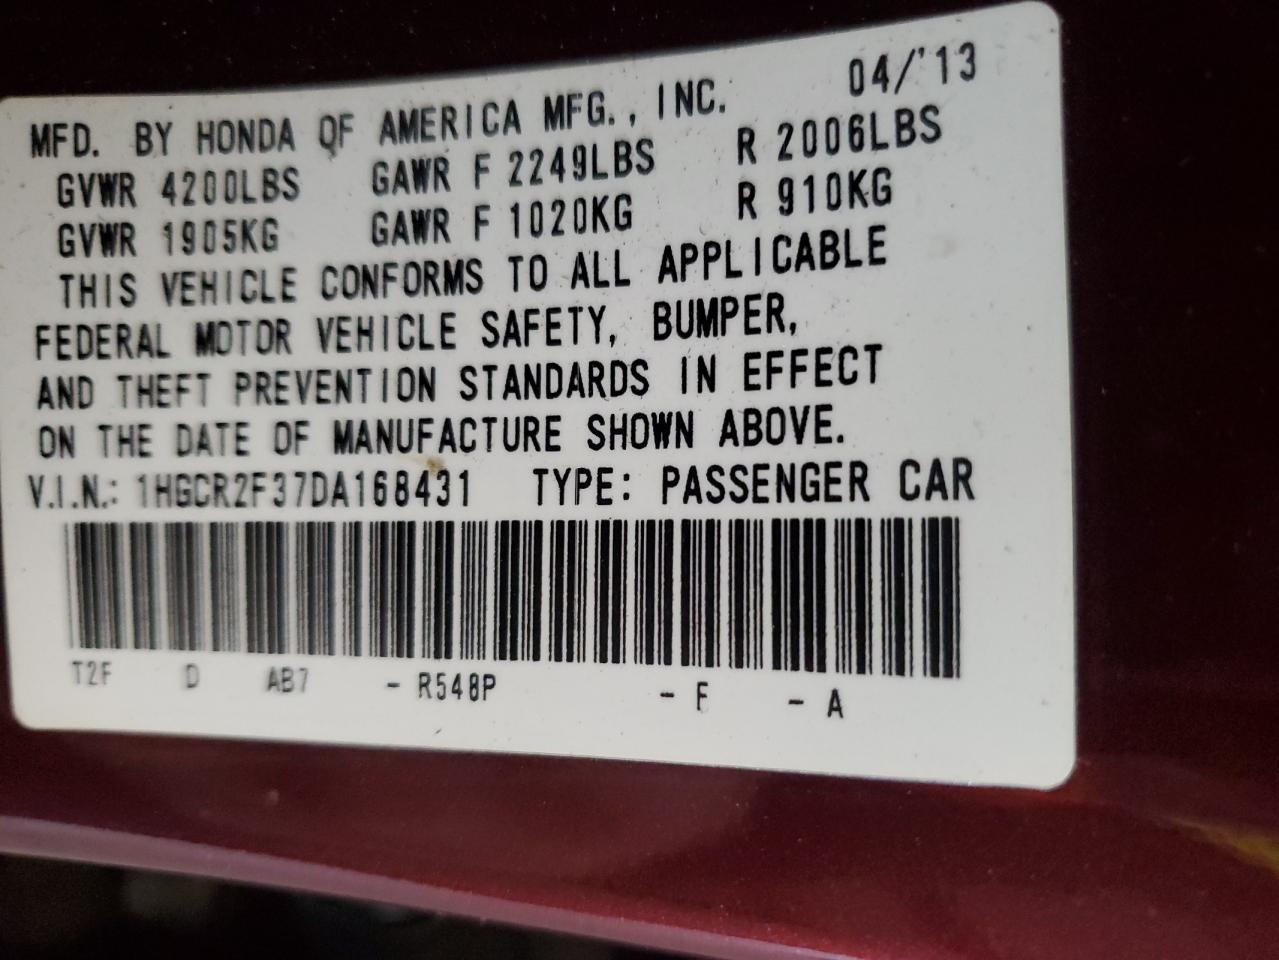 04/'13
MFD. BY HONDA OF AMERICA MFG., INC.
GVWR 4200LBS GAWR F 2249LBS R 2006LBS
GVWR 1905KG GAWR F 1020KG R 910KG
THIS VEHICLE CONFORMS TO ALL APPLICABLE
FEDERAL MOTOR VEHICLE SAFETY, BUMPER,
AND THEFT PREVENTION STANDARDS IN EFFECT
ON THE DATE OF MANUFACTURE SHOWN ABOVE.
V.I.N.: 1HGCR2F37DA168431 TYPE: PASSENGER CAR
T2F D AB7 - R548P - F - A